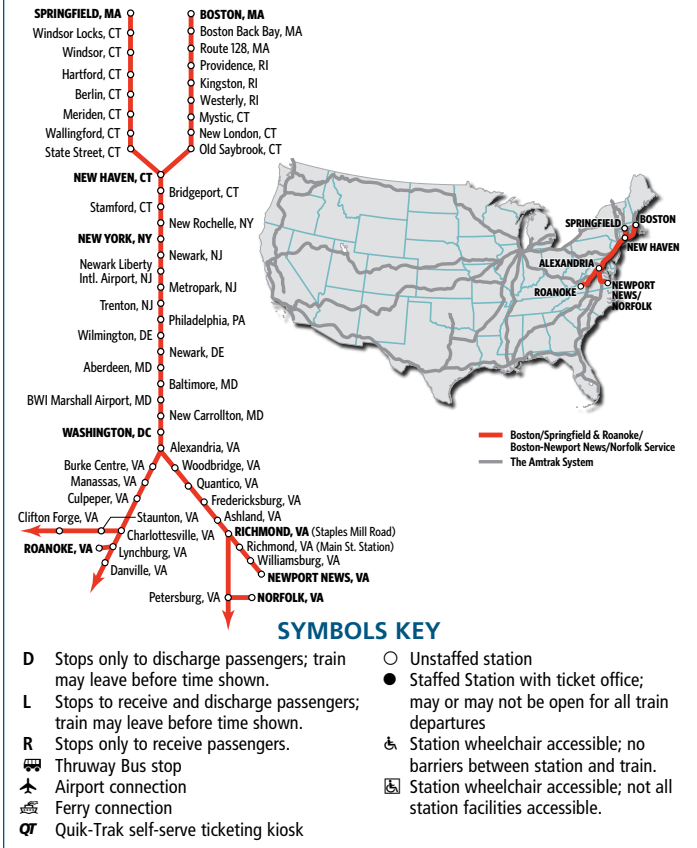 SPRINGFIELD, MA
Windsor Locks, CT
Windsor, CT
Hartford, CT
Berlin, CT
Meriden, CT
Wallingford, CT
State Street, CT
BOSTON, MA
Boston Back Bay, MA
Route 128, MA
Providence, RI
Kingston, RI
Westerly, RI
Mystic, CT
New London, CT
Old Saybrook, CT
NEW HAVEN, CT
Bridgeport, CT
Stamford, CT
New Rochelle, NY
NEW YORK, NY
Newark, NJ
Newark Liberty
Intl. Airport, NJ
Metropark, NJ
Trenton, NJ
Philadelphia, PA
Wilmington, DE
Newark, DE
Aberdeen, MD
Baltimore, MD
BWI Marshall Airport, MD
New Carrollton, MD
WASHINGTON, DC
Alexandria, VA
Burke Centre, VA
Manassas, VA
Culpeper, VA
Clifton Forge, VA
Staunton, VA
Charlottesville, VA
ROANOKE, VA
Lynchburg, VA
Danville, VA
Woodbridge, VA
Quantico, VA
Fredericksburg, VA
Ashland, VA
RICHMOND, VA (Staples Mill Road)
Richmond, VA (Main St. Station)
Williamsburg, VA
NEWPORT NEWS, VA
Petersburg, VA
NORFOLK, VA
SPRINGFIELD
BOSTON
NEW HAVEN
ALEXANDRIA
ROANOKE
NEWPORT
NEWS/
NORFOLK
Boston/Springfield & Roanoke/
Boston-Newport News/Norfolk Service
The Amtrak System
SYMBOLS KEY
D Stops only to discharge passengers; train
may leave before time shown.
L Stops to receive and discharge passengers;
train may leave before time shown.
R Stops only to receive passengers.
Thruway Bus stop
Airport connection
Ferry connection
QT Quik-Trak self-serve ticketing kiosk
Unstaffed station
Staffed Station with ticket office;
may or may not be open for all train
departures
Station wheelchair accessible; no
barriers between station and train.
Station wheelchair accessible; not all
station facilities accessible.